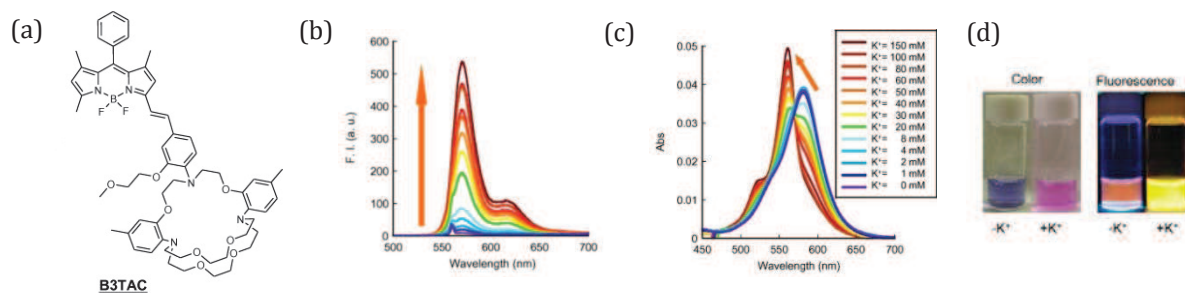 (a)
B
F
F
N
N
O
O
N
O
O
O
N
N
O
O
O
O
B3TAC
(b)
600
500
400
300
200
100
0
F. I. (a. u.)
500
550
600
650
700
Wavelength (nm)
(c)
0.05
0.04
0.03
0.02
0.01
0
Abs
450
500
550
600
650
700
Wavelength (nm)
K+= 150 mM
K+= 100 mM
K+= 80 mM
K+= 60 mM
K+= 50 mM
K+= 40 mM
K+= 30 mM
K+= 20 mM
K+= 8 mM
K+= 4 mM
K+= 2 mM
K+= 1 mM
K+= 0 mM
(d)
Color
Fluorescence
-K+
+K+
-K+
+K+